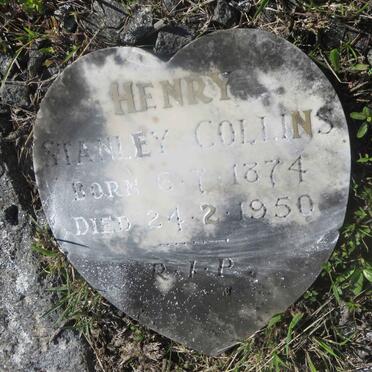 HENRY
STANLEY COLLINS
BORN 6.7.1874
DIED 24.2.1950
R.I.P.